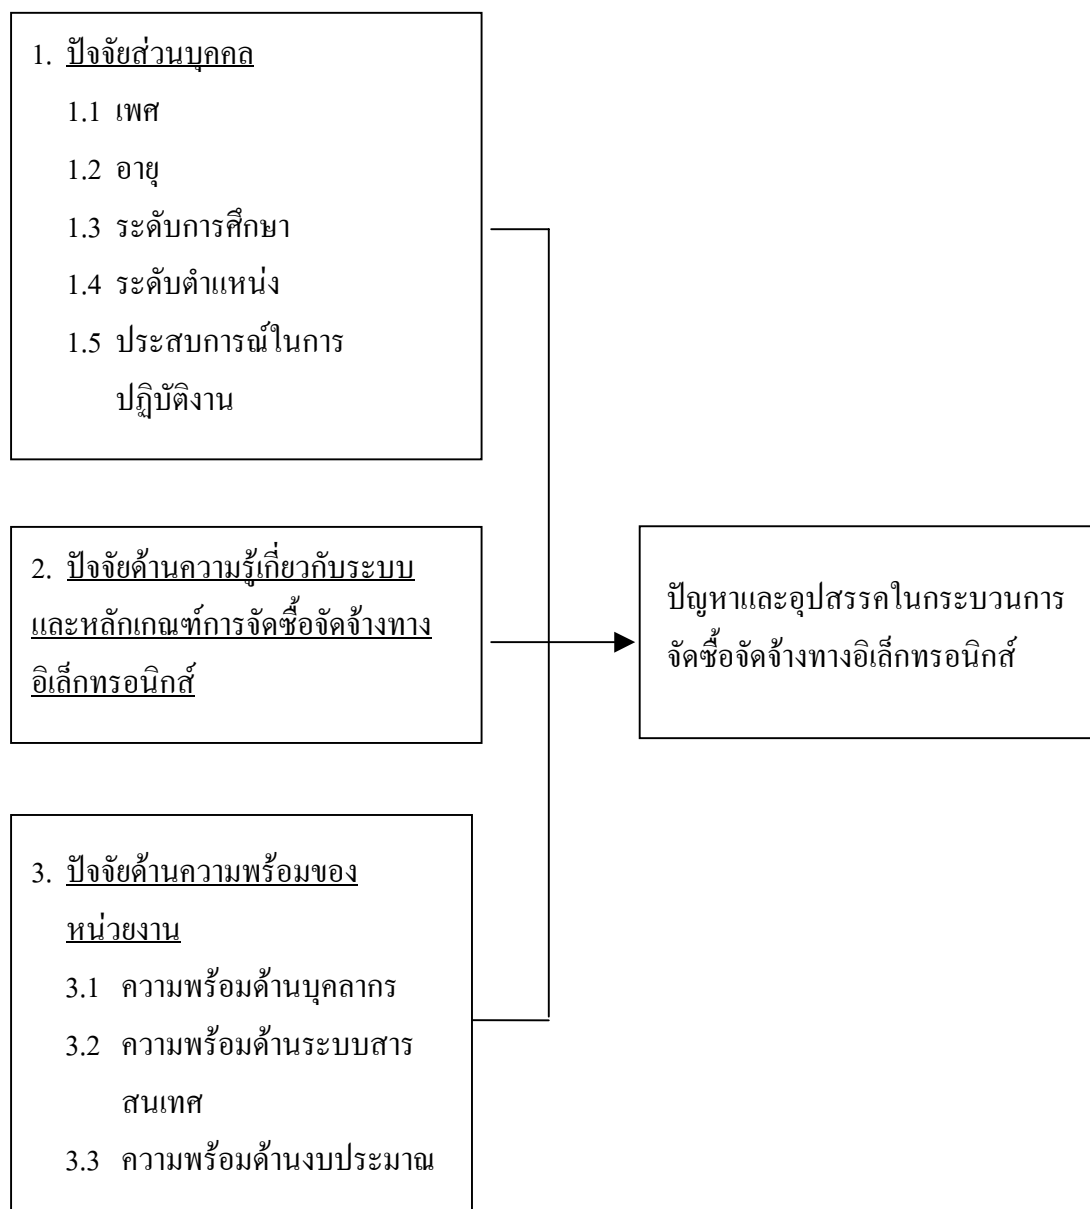 1. ปัจจัยส่วนบุคคล
1.1 เพศ
1.2 อายุ
1.3 ระดับการศึกษา
1.4 ระดับตำแหน่ง
1.5 ประสบการณ์ในการ
ปฏิบัติงาน
2. ปัจจัยด้านความรู้เกี่ยวกับระบบ
และหลักเกณฑ์การจัดซื้อจัดจ้างทาง
อิเล็กทรอนิกส์
ปัญหาและอุปสรรคในกระบวนการ
จัดซื้อจัดจ้างทางอิเล็กทรอนิกส์
3. ปัจจัยด้านความพร้อมของ
หน่วยงาน
3.1 ความพร้อมด้านบุคลากร
3.2 ความพร้อมด้านระบบสาร
สนเทศ
3.3 ความพร้อมด้านงบประมาณ